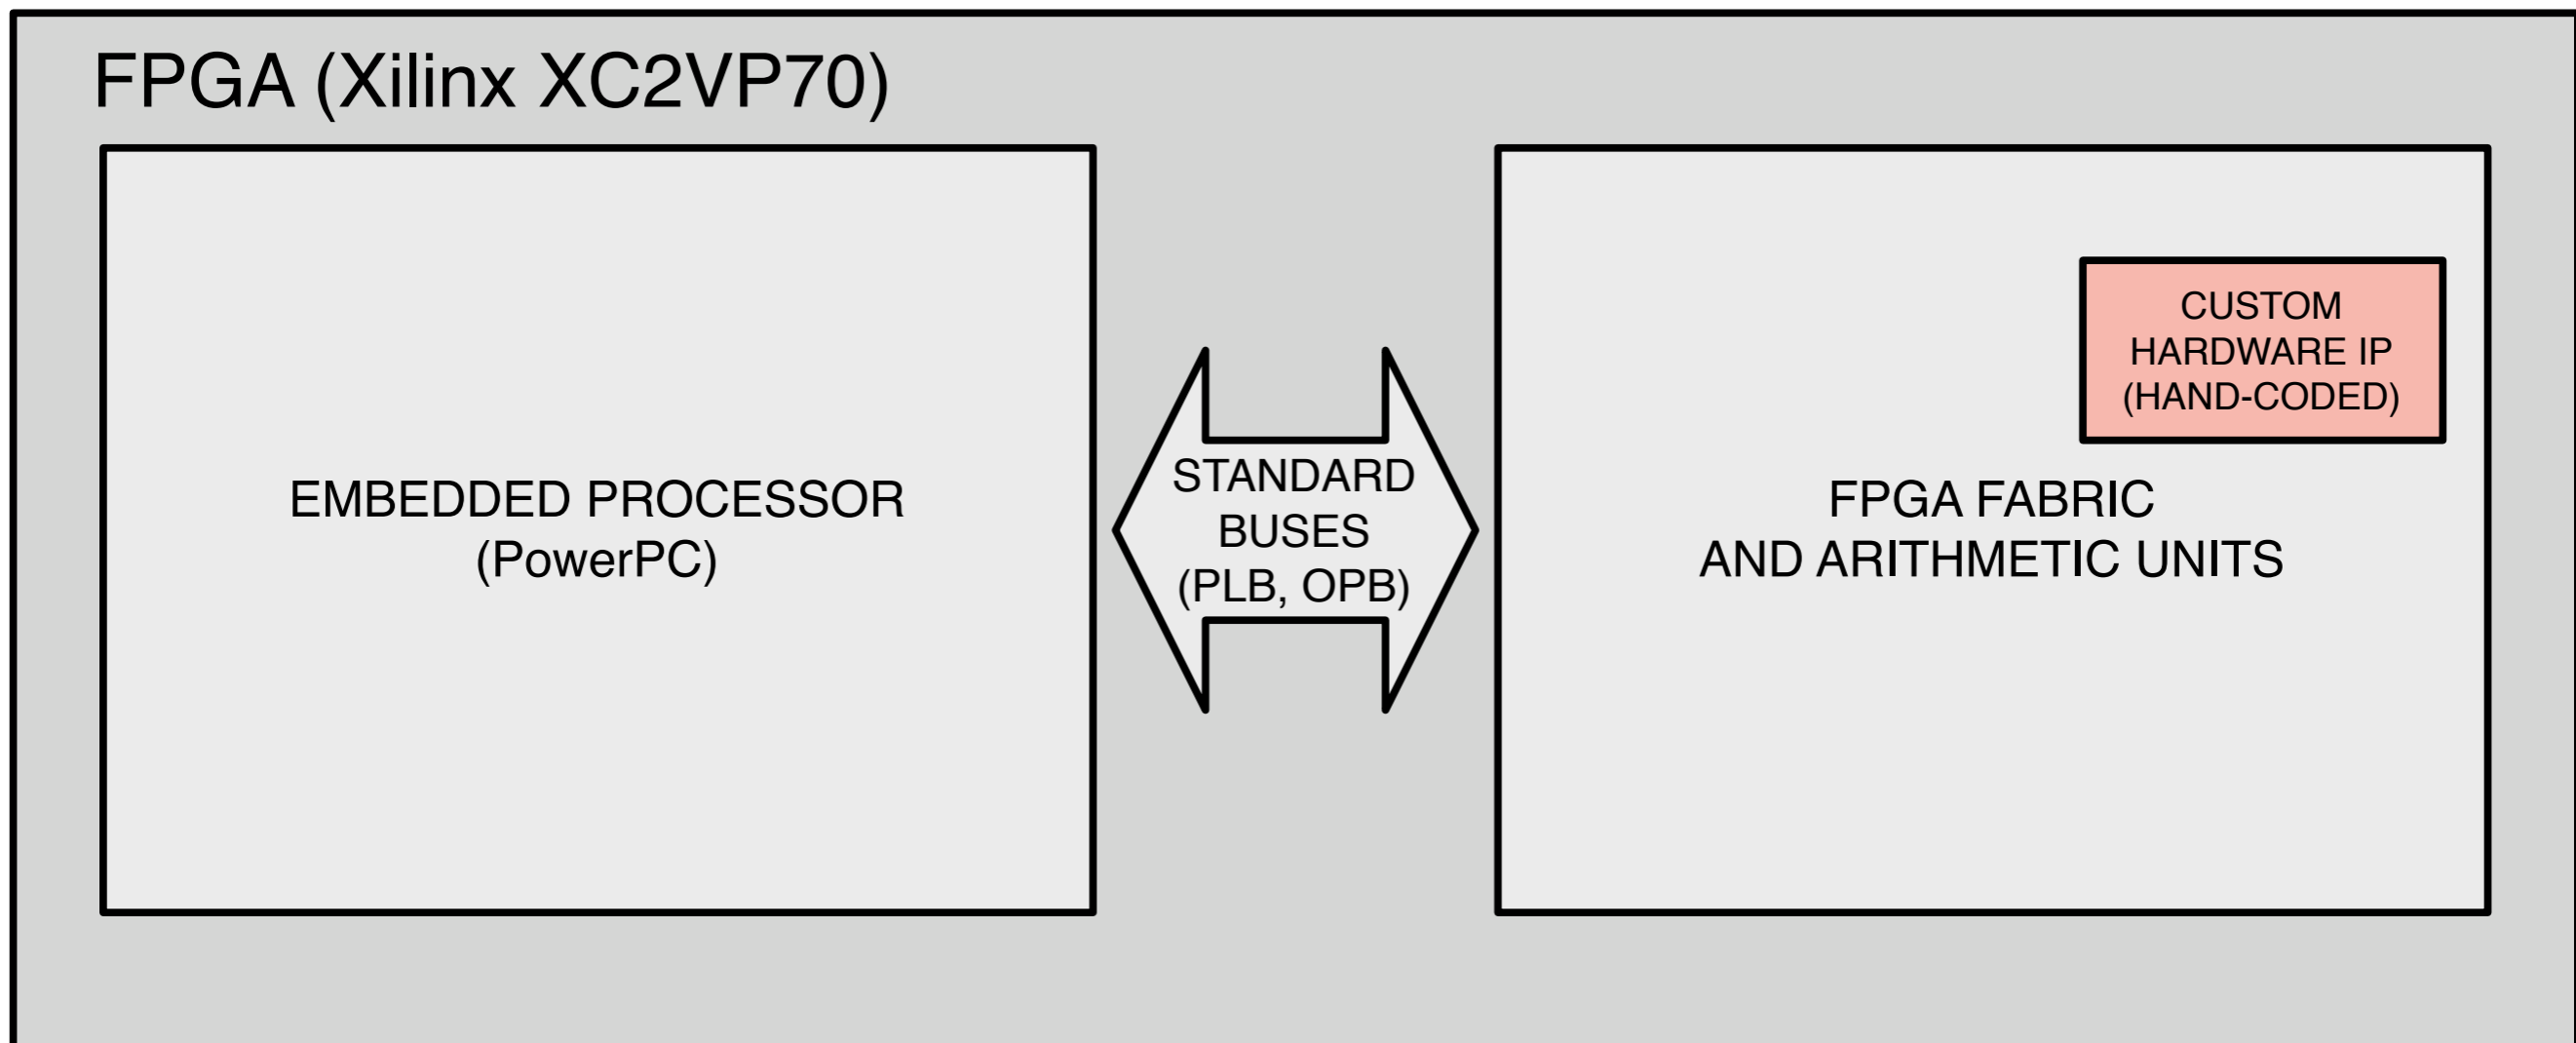 FPGA (Xilinx XC2VP70)
EMBEDDED PROCESSOR
(PowerPC)
STANDARD
BUSES
(PLB, OPB)
CUSTOM
HARDWARE IP
(HAND-CODED)
FPGA FABRIC
AND ARITHMETIC UNITS